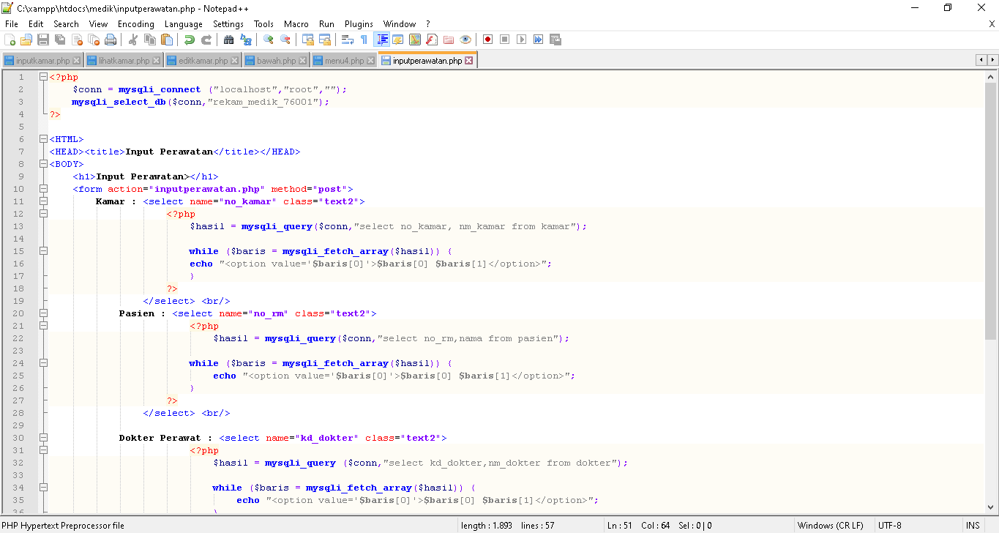 C:\xampp\htdocs\medik\inputperawatan.php - Notepad++
File Edit Search View Encoding Language Settings Tools Macro Run Plugins Window ? X
inputkamar.php lihatkamar.php editkamar.php bawah.php menu4.php inputperawatan.php
1 <?php
2 $conn = mysqli_connect ("localhost","root","");
3 mysqli_select_db($conn,"rekam_medik_76001");
4 ?>
5
6 <HTML>
7 <HEAD><title>Input Perawatan</title></HEAD>
8 <BODY>
9 <h1>Input Perawatan></h1>
10 <form action="inputperawatan.php" method="post">
11 Kamar : <select name="no_kamar" class="text2">
12 <?php
13 $hasil = mysqli_query($conn,"select no_kamar, nm_kamar from kamar");
14
15 while ($baris = mysqli_fetch_array($hasil)) {
16 echo "<option value='$baris[0]'>$baris[0] $baris[1]</option>";
17 }
18 ?>
19 </select> <br/>
20 Pasien : <select name="no_rm" class="text2">
21 <?php
22 $hasil = mysqli_query($conn,"select no_rm,nama from pasien");
23
24 while ($baris = mysqli_fetch_array($hasil)) {
25 echo "<option value='$baris[0]'>$baris[0] $baris[1]</option>";
26 }
27 ?>
28 </select> <br/>
29
30 Dokter Perawat : <select name="kd_dokter" class="text2">
31 <?php
32 $hasil = mysqli_query ($conn,"select kd_dokter,nm_dokter from dokter");
33
34 while ($baris = mysqli_fetch_array($hasil)) {
35 echo "<option value='$baris[0]'>$baris[0] $baris[1]</option>";
36 }
PHP Hypertext Preprocessor file length : 1.893 lines : 57 Ln : 51 Col : 64 Sel : 0 | 0 Windows (CR LF) UTF-8 INS